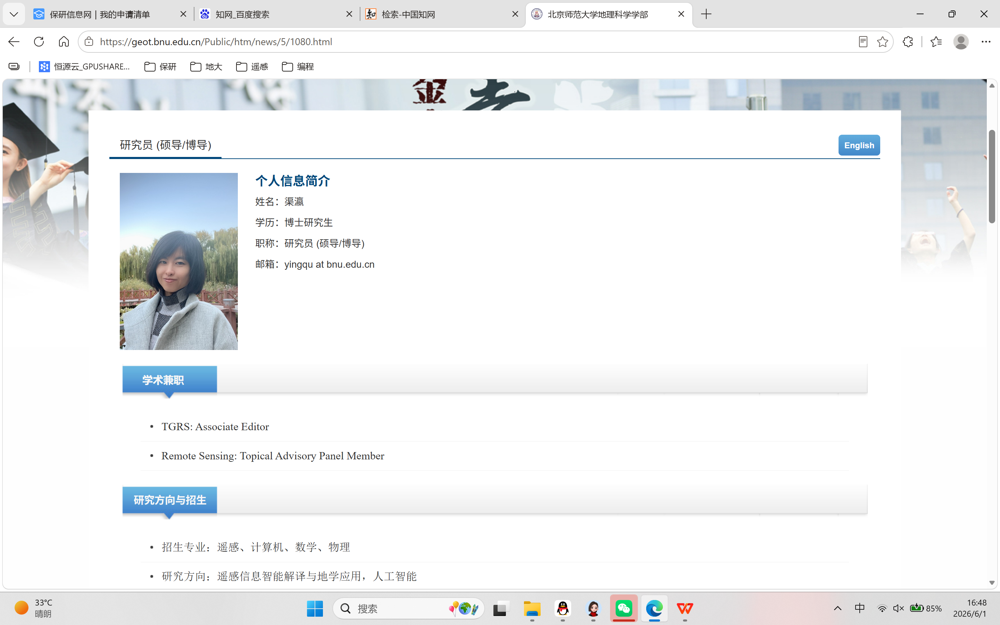 保研信息网 | 我的申请清单
知网_百度搜索
检索-中国知网
北京师范大学地理科学学部
https://geot.bnu.edu.cn/Public/htm/news/5/1080.html
恒源云_GPUSHARE...
保研
地大
遥感
编程
研究员 (硕导/博导)
English
个人信息简介
姓名：渠瀛
学历：博士研究生
职称：研究员 (硕导/博导)
邮箱：yingqu at bnu.edu.cn
学术兼职
• TGRS: Associate Editor
• Remote Sensing: Topical Advisory Panel Member
研究方向与招生
• 招生专业：遥感、计算机、数学、物理
• 研究方向：遥感信息智能解译与地学应用，人工智能
33°C
晴朗
搜索
中
85%
16:48
2026/6/1